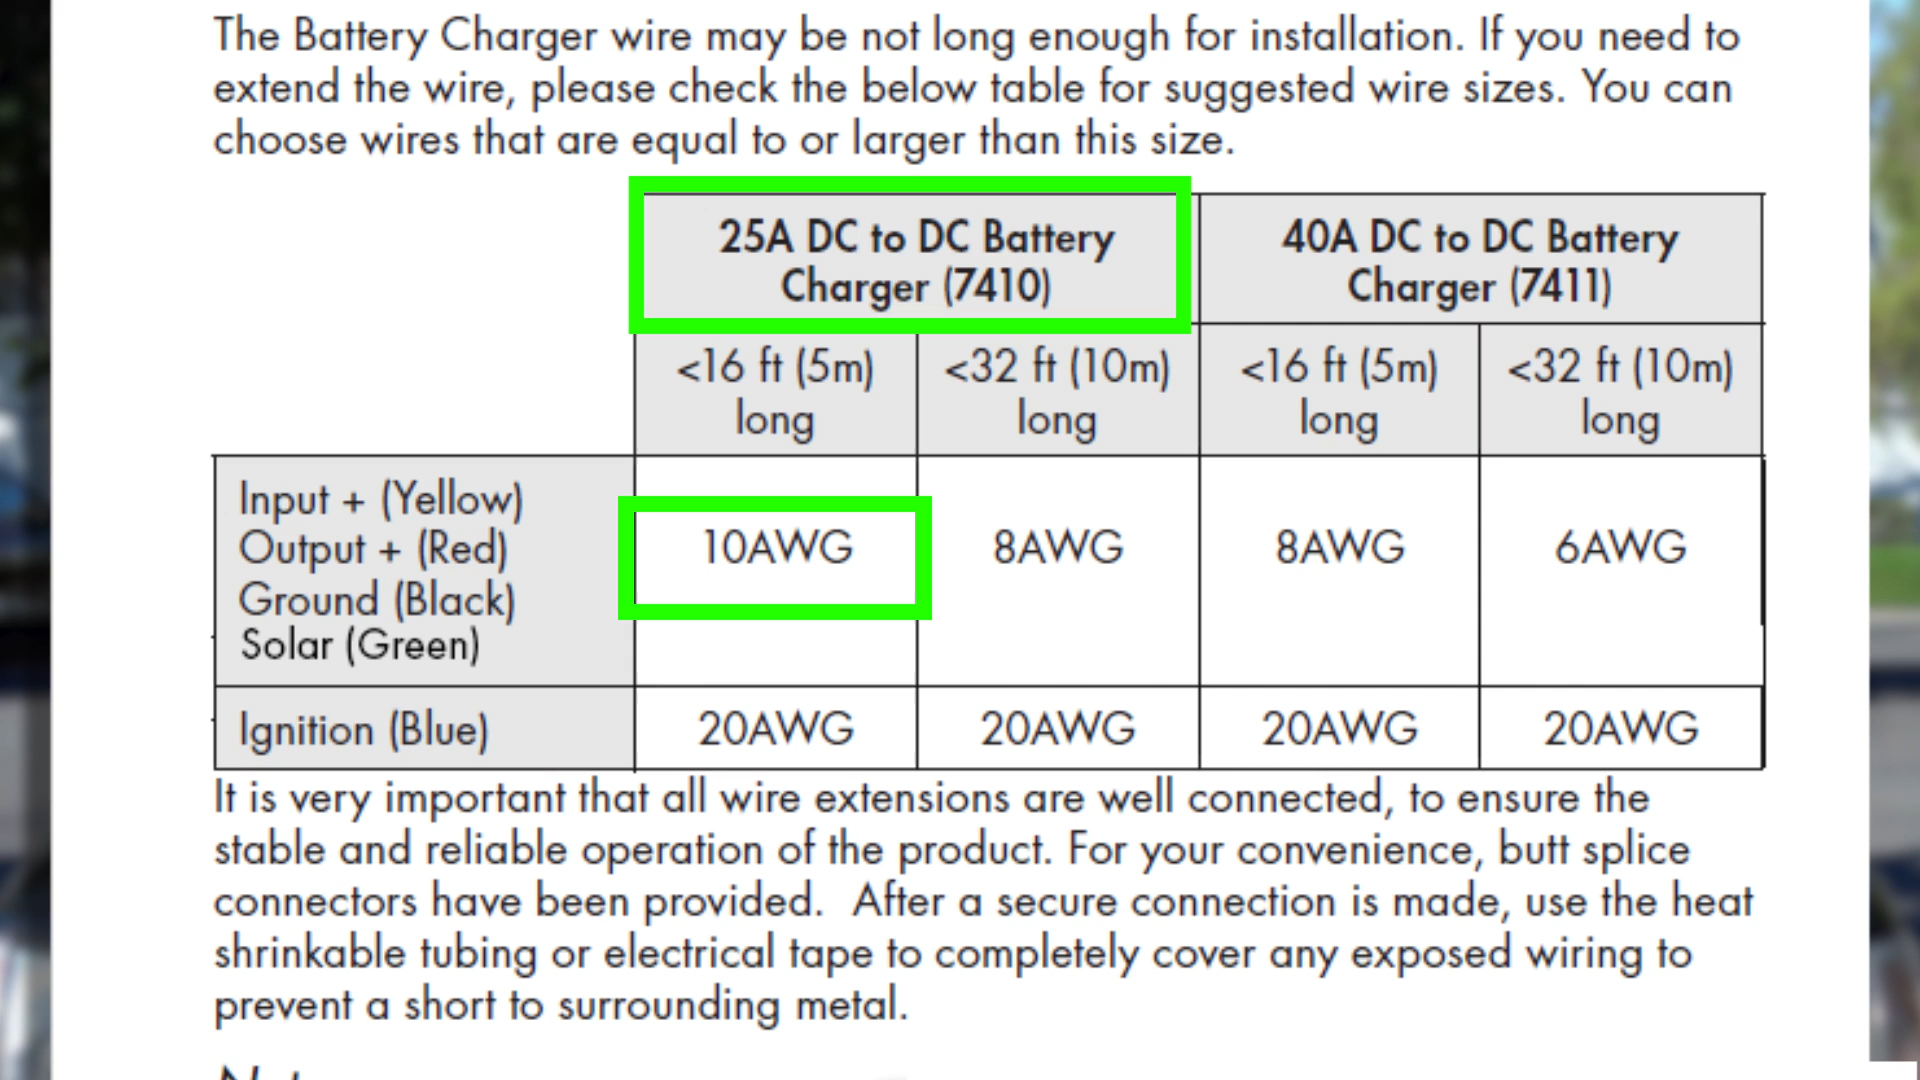 The Battery Charger wire may be not long enough for installation. If you need to
extend the wire, please check the below table for suggested wire sizes. You can
choose wires that are equal to or larger than this size.
25A DC to DC Battery
Charger (7410)
40A DC to DC Battery
Charger (7411)
<16 ft (5m)
long
<32 ft (10m)
long
<16 ft (5m)
long
<32 ft (10m)
long
Input + (Yellow)
Output + (Red)
Ground (Black)
Solar (Green)
10AWG
8AWG
8AWG
6AWG
Ignition (Blue)
20AWG
20AWG
20AWG
20AWG
It is very important that all wire extensions are well connected, to ensure the
stable and reliable operation of the product. For your convenience, butt splice
connectors have been provided.  After a secure connection is made, use the heat
shrinkable tubing or electrical tape to completely cover any exposed wiring to
prevent a short to surrounding metal.